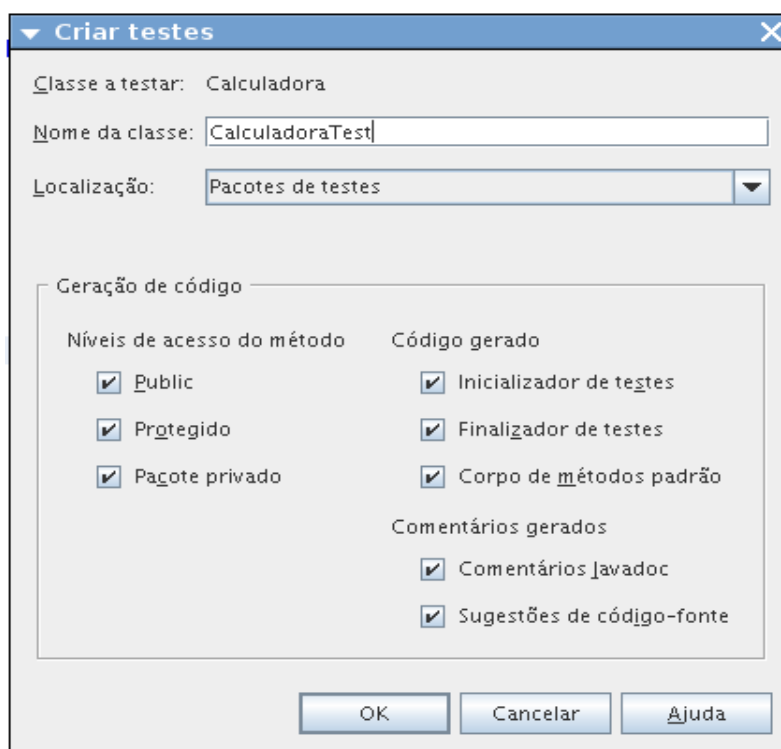 Criar testes
Classe a testar: Calculadora
Nome da classe: CalculadoraTest
Localização: Pacotes de testes
Geração de código
Níveis de acesso do método
Public
Protegido
Pacote privado
Código gerado
Inicializador de testes
Finalizador de testes
Corpo de métodos padrão
Comentários gerados
Comentários Javadoc
Sugestões de código-fonte
OK Cancelar Ajuda